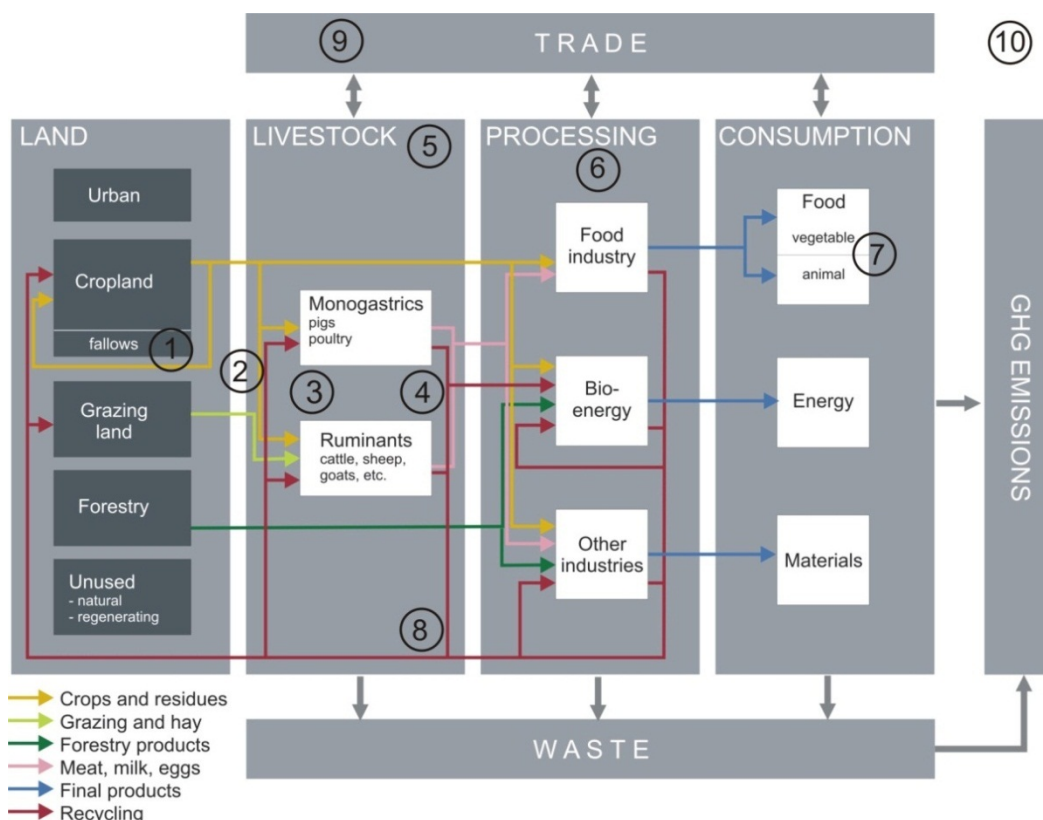 9
TRADE
10
LAND
LIVESTOCK
5
PROCESSING
6
CONSUMPTION
Urban
Cropland
fallows
1
Grazing
land
Forestry
Unused
- natural
- regenerating
2
Monogastrics
pigs
poultry
3
4
Ruminants
cattle, sheep,
goats, etc.
8
Food
industry
Bio-
energy
Other
industries
Food
vegetable
7
animal
Energy
Materials
GHG EMISSIONS
WASTE
Crops and residues
Grazing and hay
Forestry products
Meat, milk, eggs
Final products
Recycling